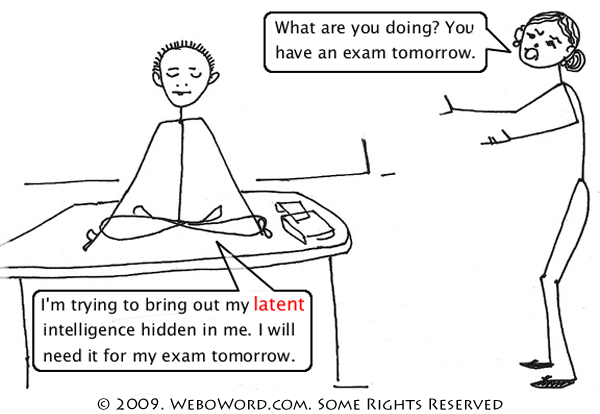 What are you doing? You
have an exam tomorrow.
I'm trying to bring out my latent
intelligence hidden in me. I will
need it for my exam tomorrow.
© 2009. WeboWord.com. Some Rights Reserved